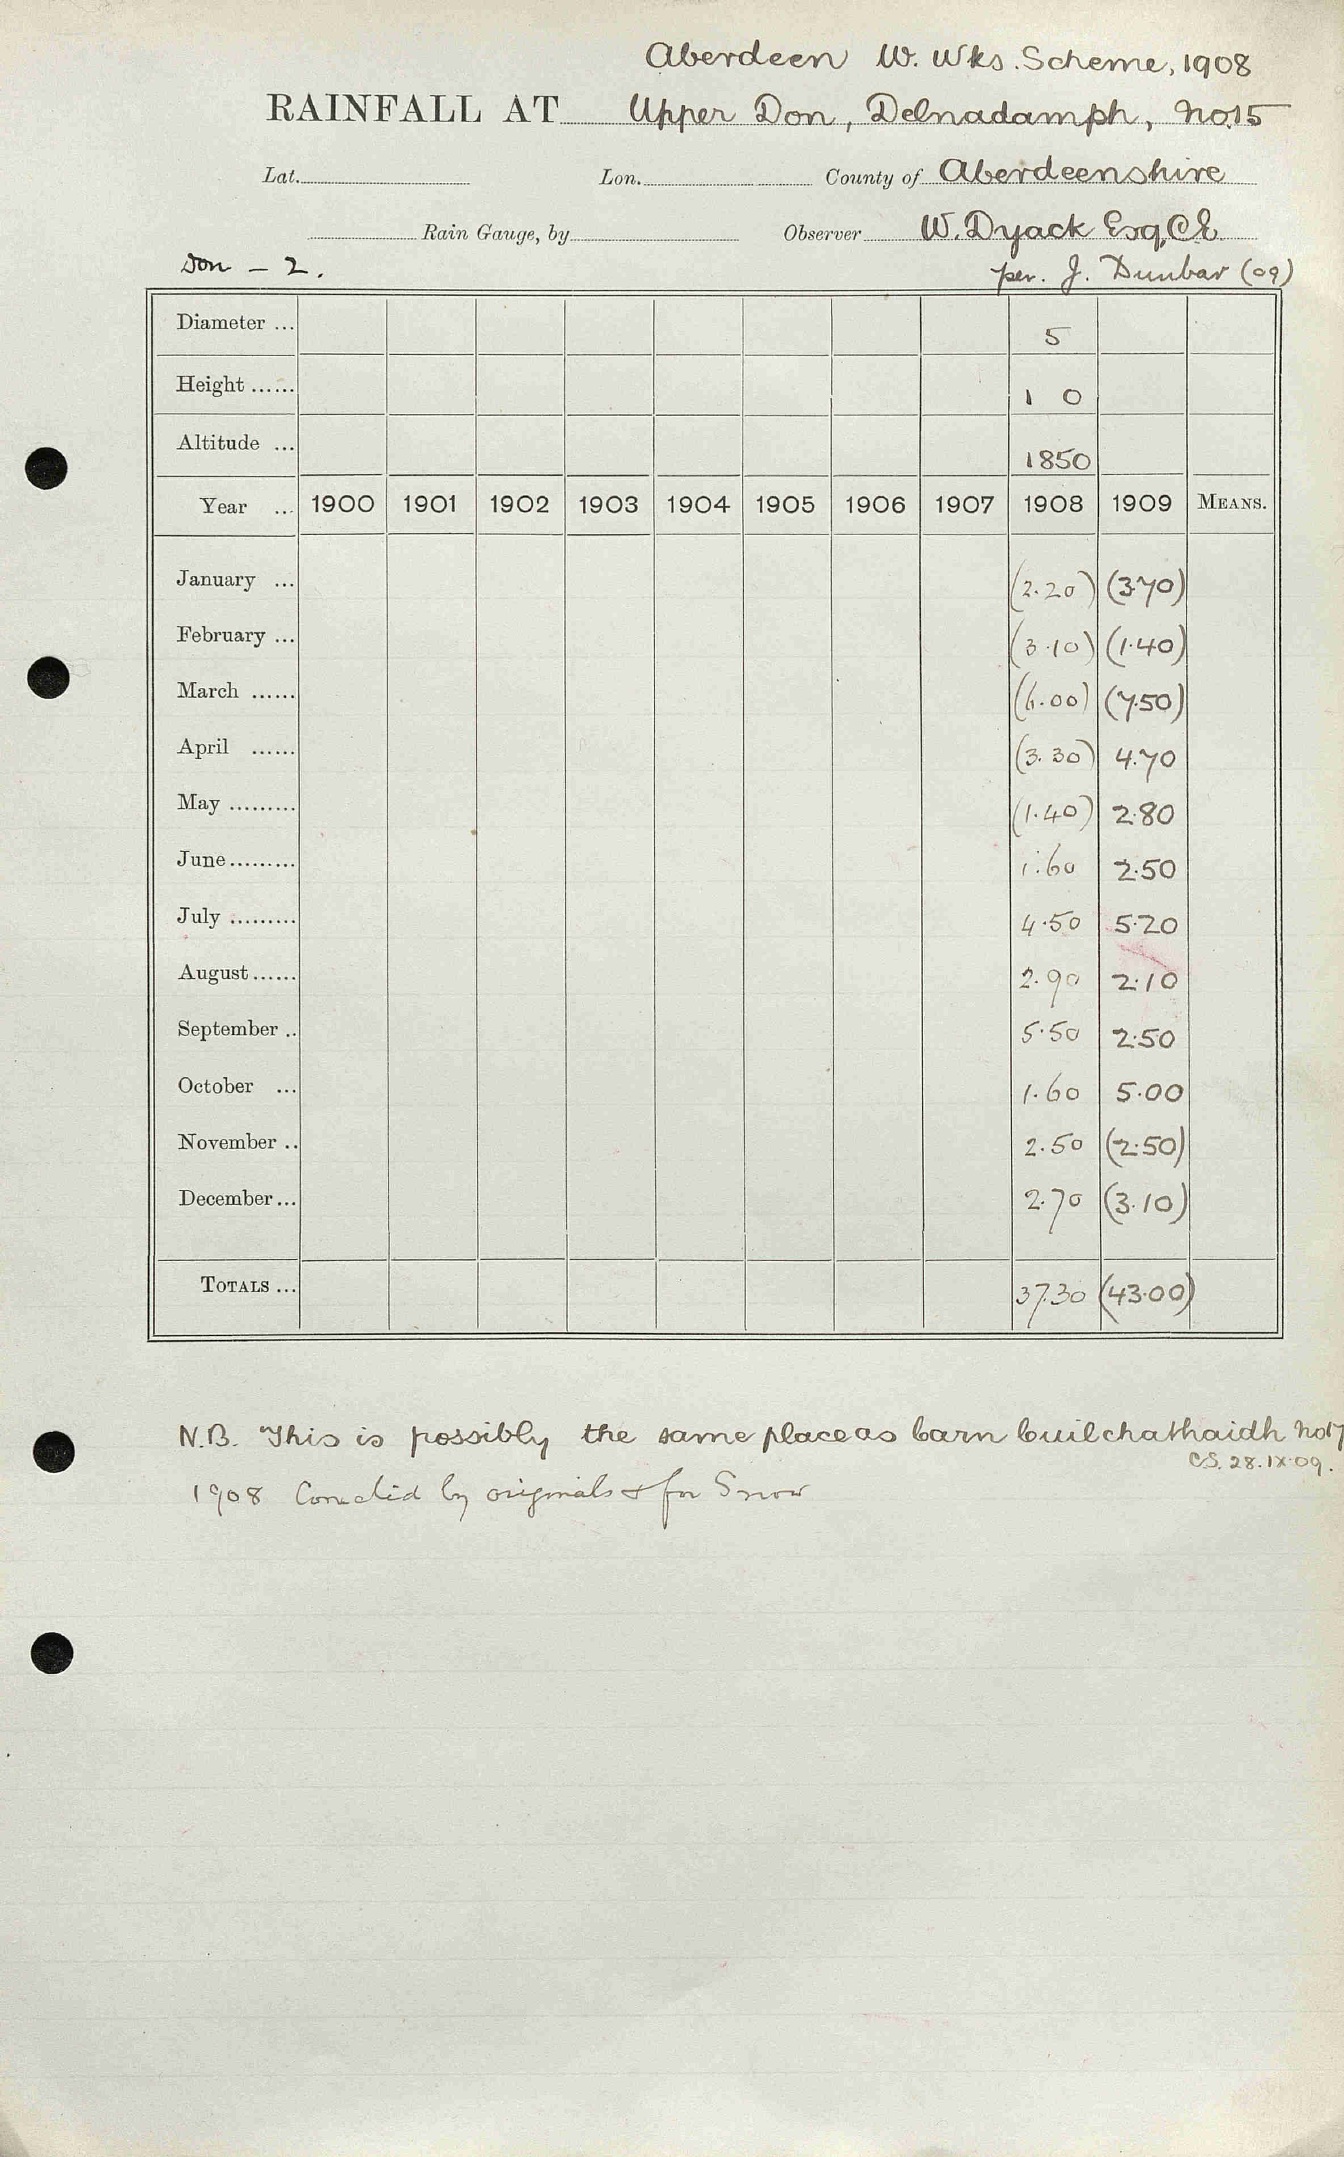 Aberdeen W. Wks. Scheme, 1908
RAINFALL AT Upper Don, Delnadamph, No.15
Lat. Lon. County of Aberdeenshire
Rain Gauge, by Observer W. Dyack Esq, C.E.
Don – 2. per. J. Dunbar (09)
Diameter ... 5
Height ...... 1 0
Altitude ... 1850
Year ... 1900 1901 1902 1903 1904 1905 1906 1907 1908 1909 MEANS.
January ... (2.20) (3.70)
February ... (3.10) (1.40)
March ...... (6.00) (7.50)
April ...... (3.30) 4.70
May ......... (1.40) 2.80
June ......... 1.60 2.50
July ......... 4.50 5.20
August ...... 2.90 2.10
September .. 5.50 2.50
October ... 1.60 5.00
November .. 2.50 (2.50)
December ... 2.70 (3.10)
TOTALS ... 37.30 (43.00)
N.B. This is possibly the same place as barn builchathaidh No17
CS. 28.IX.09.
1908 Corrected by originals & for Snow